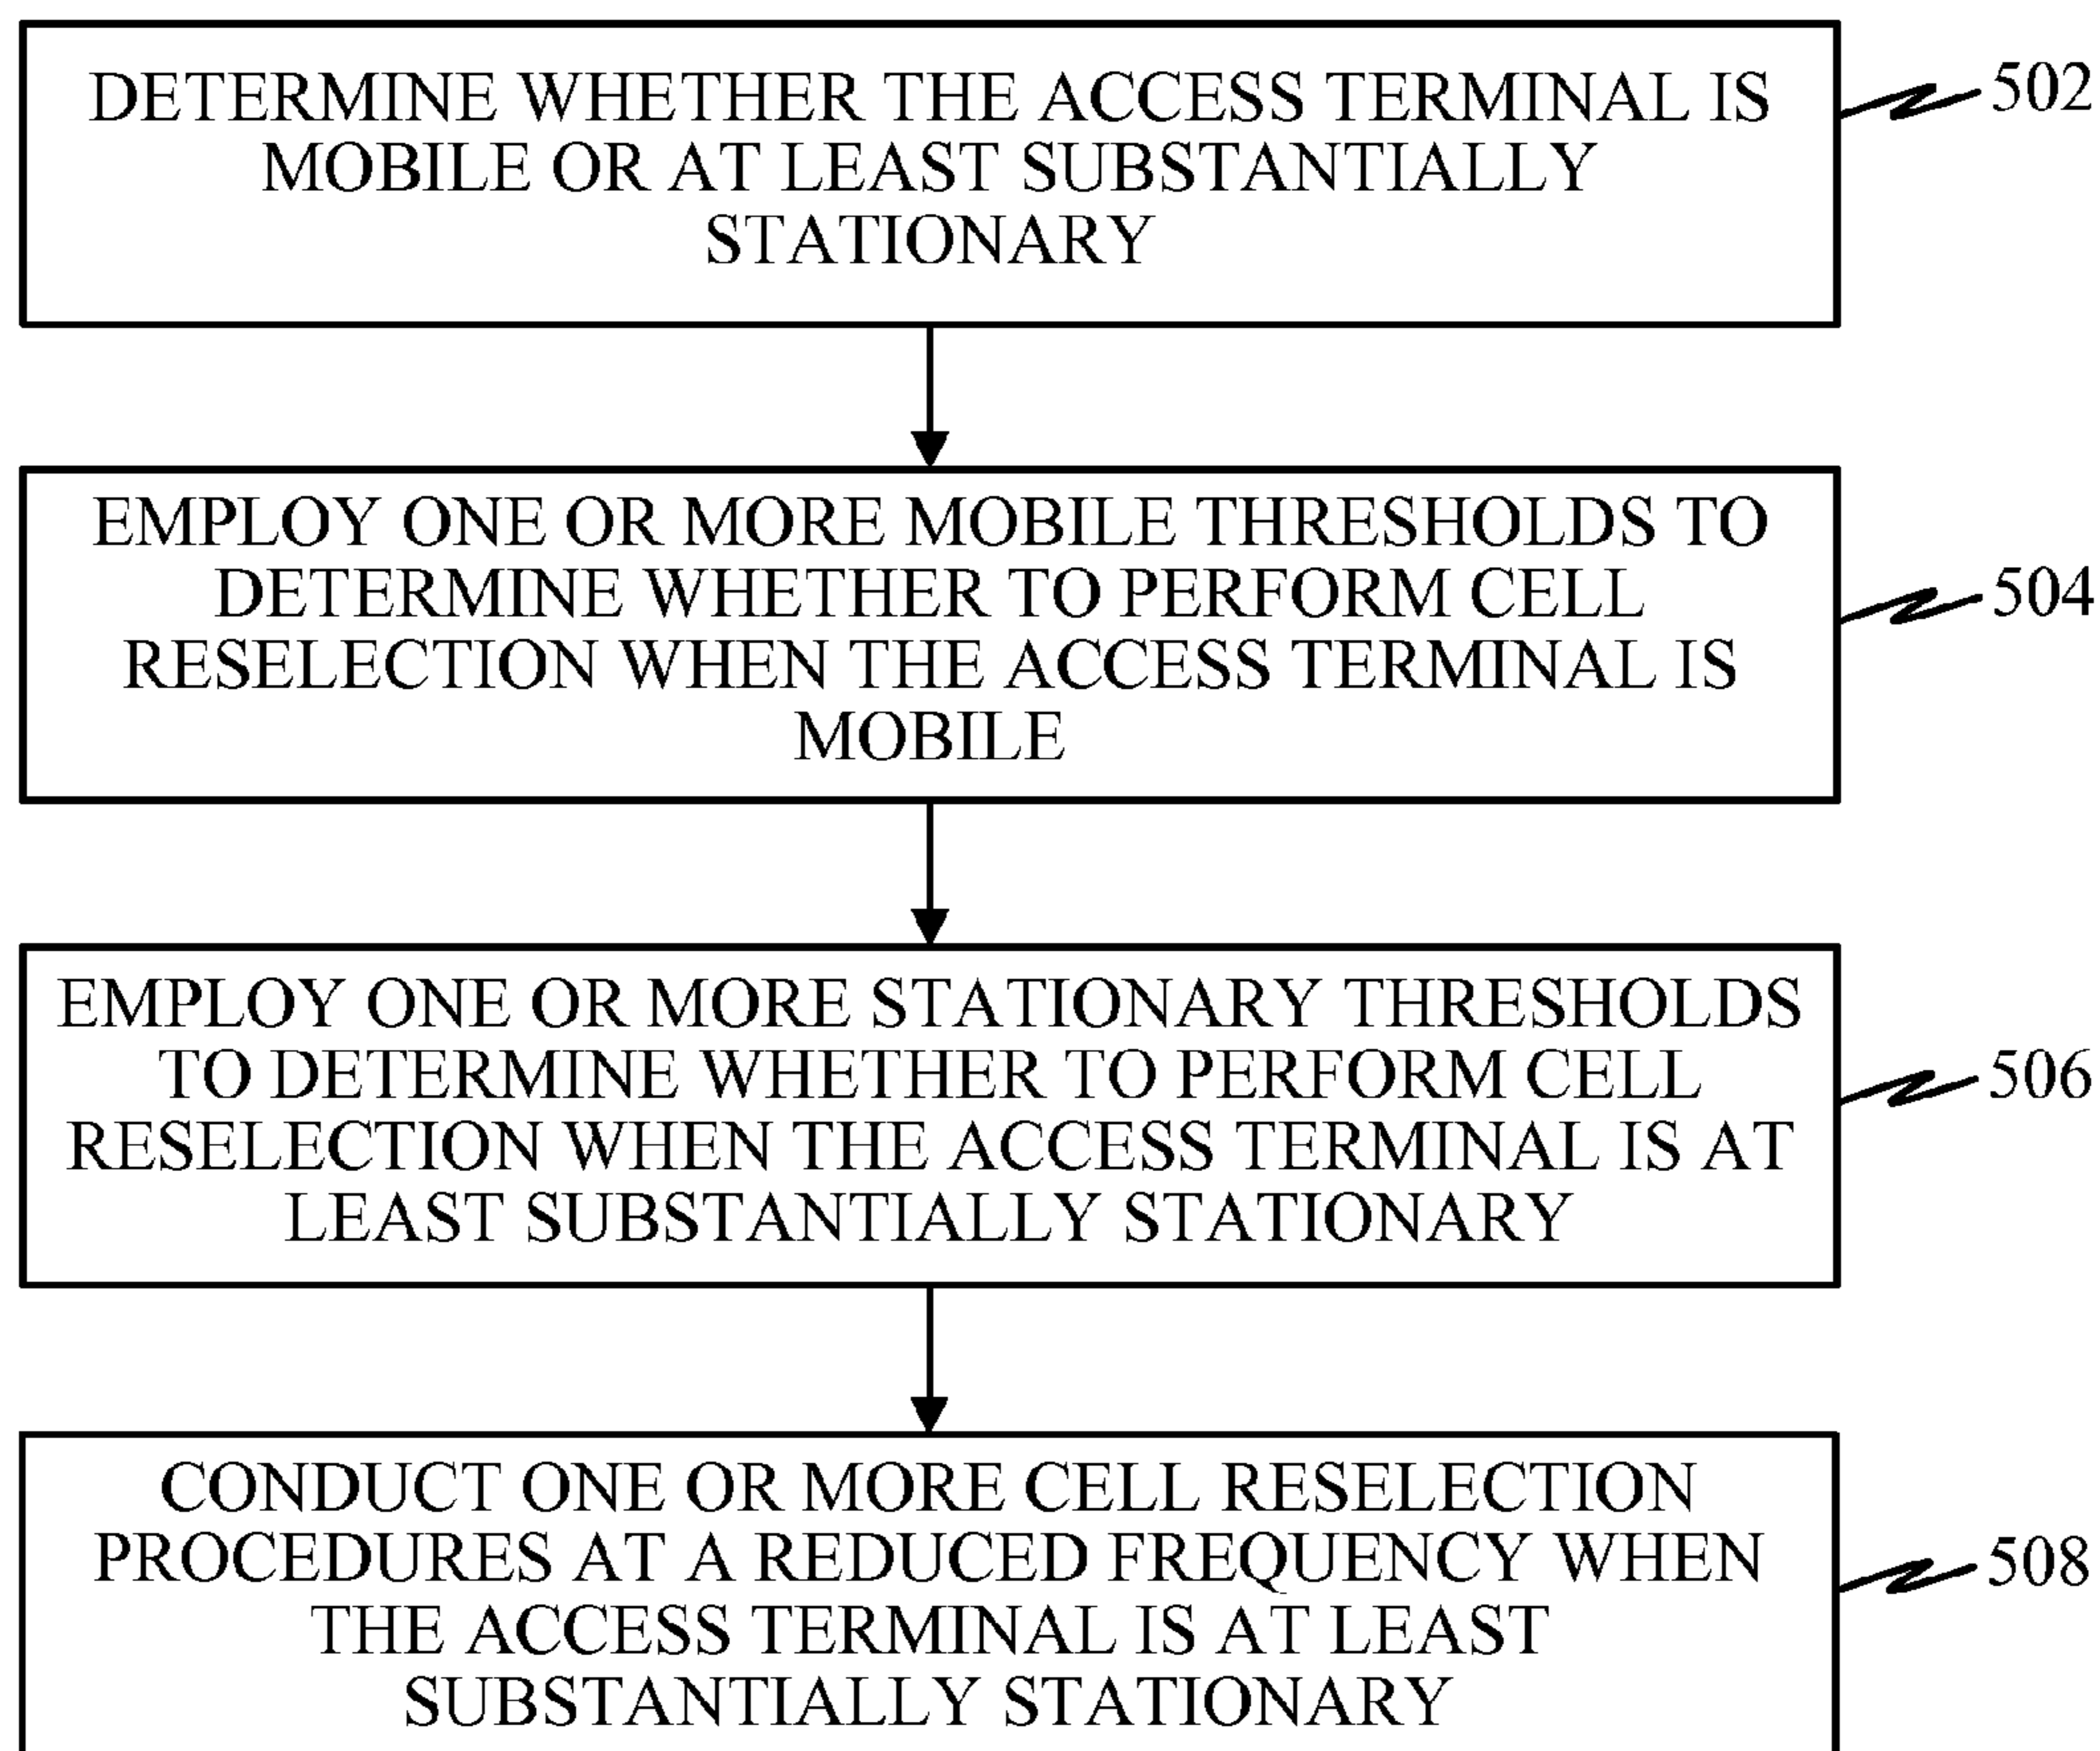 DETERMINE WHETHER THE ACCESS TERMINAL IS
MOBILE OR AT LEAST SUBSTANTIALLY
STATIONARY
502
EMPLOY ONE OR MORE MOBILE THRESHOLDS TO
DETERMINE WHETHER TO PERFORM CELL
RESELECTION WHEN THE ACCESS TERMINAL IS
MOBILE
504
EMPLOY ONE OR MORE STATIONARY THRESHOLDS
TO DETERMINE WHETHER TO PERFORM CELL
RESELECTION WHEN THE ACCESS TERMINAL IS AT
LEAST SUBSTANTIALLY STATIONARY
506
CONDUCT ONE OR MORE CELL RESELECTION
PROCEDURES AT A REDUCED FREQUENCY WHEN
THE ACCESS TERMINAL IS AT LEAST
SUBSTANTIALLY STATIONARY
508